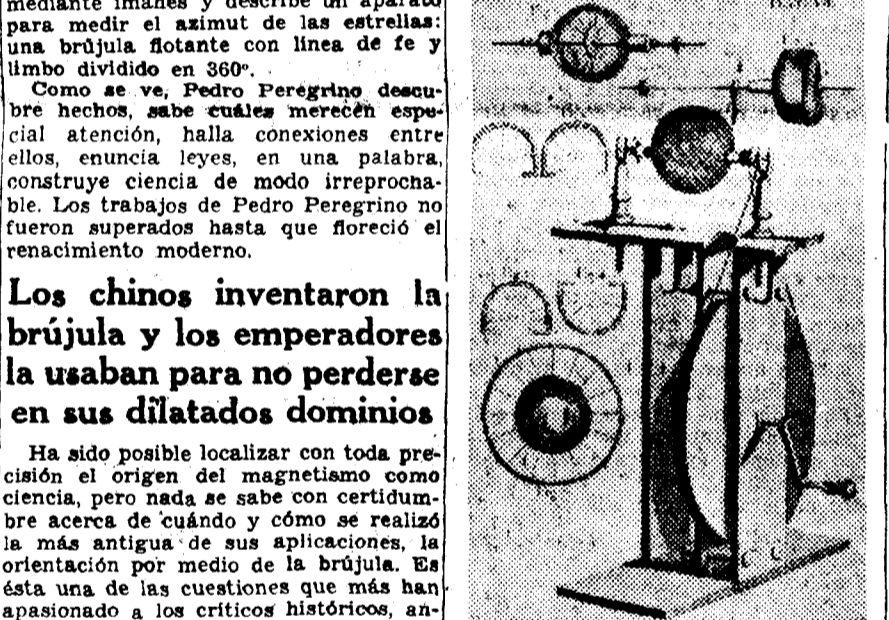 mediante imanes y describe un aparato
para medir el azimut de las estrellas:
una brújula flotante con línea de fe y
limbo dividido en 360º.
Como se ve, Pedro Peregrino descu-
bre hechos, sabe cuáles merecen espe-
cial atención, halla conexiones entre
ellos, enuncia leyes, en una palabra,
construye ciencia de modo irreprocha-
ble. Los trabajos de Pedro Peregrino no
fueron superados hasta que floreció el
renacimiento moderno.
Los chinos inventaron la
brújula y los emperadores
la usaban para no perderse
en sus dilatados dominios
Ha sido posible localizar con toda pre-
cisión el origen del magnetismo como
ciencia, pero nada se sabe con certidum-
bre acerca de cuándo y cómo se realizó
la más antigua de sus aplicaciones, la
orientación por medio de la brújula. Es
ésta una de las cuestiones que más han
apasionado a los críticos históricos, an-